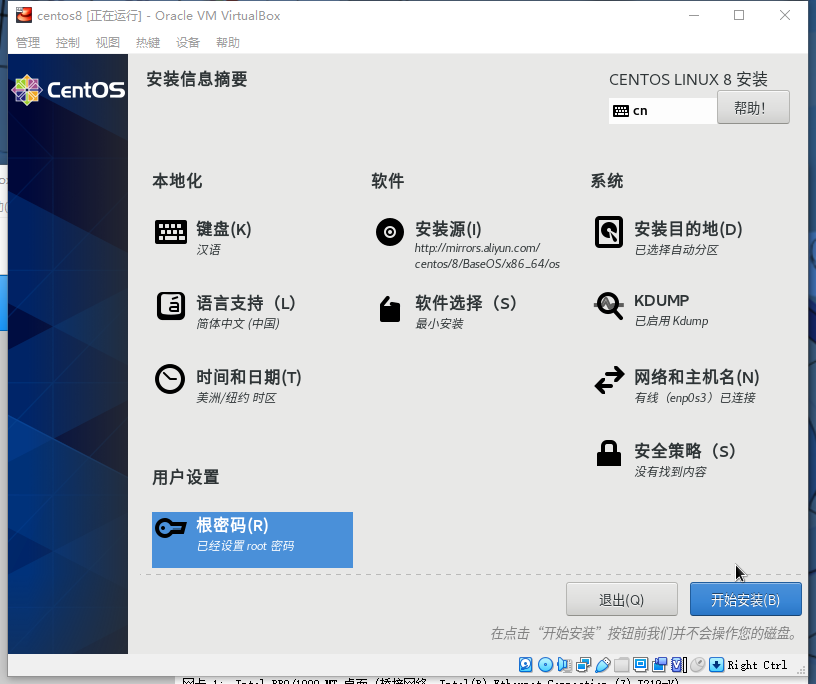 centos8 [正在运行] - Oracle VM VirtualBox
管理 控制 视图 热键 设备 帮助
CentOS
安装信息摘要
CENTOS LINUX 8 安装
cn
帮助！
本地化
软件
系统
键盘(K)
汉语
安装源(I)
http://mirrors.aliyun.com/
centos/8/BaseOS/x86_64/os
安装目的地(D)
已选择自动分区
语言支持（L）
简体中文 (中国)
软件选择（S）
最小安装
KDUMP
已启用 Kdump
时间和日期(T)
美洲/纽约 时区
网络和主机名(N)
有线（enp0s3）已连接
安全策略（S）
没有找到内容
用户设置
根密码(R)
已经设置 root 密码
退出(Q)
开始安装(B)
在点击“开始安装”按钮前我们并不会操作您的磁盘。
Right Ctrl